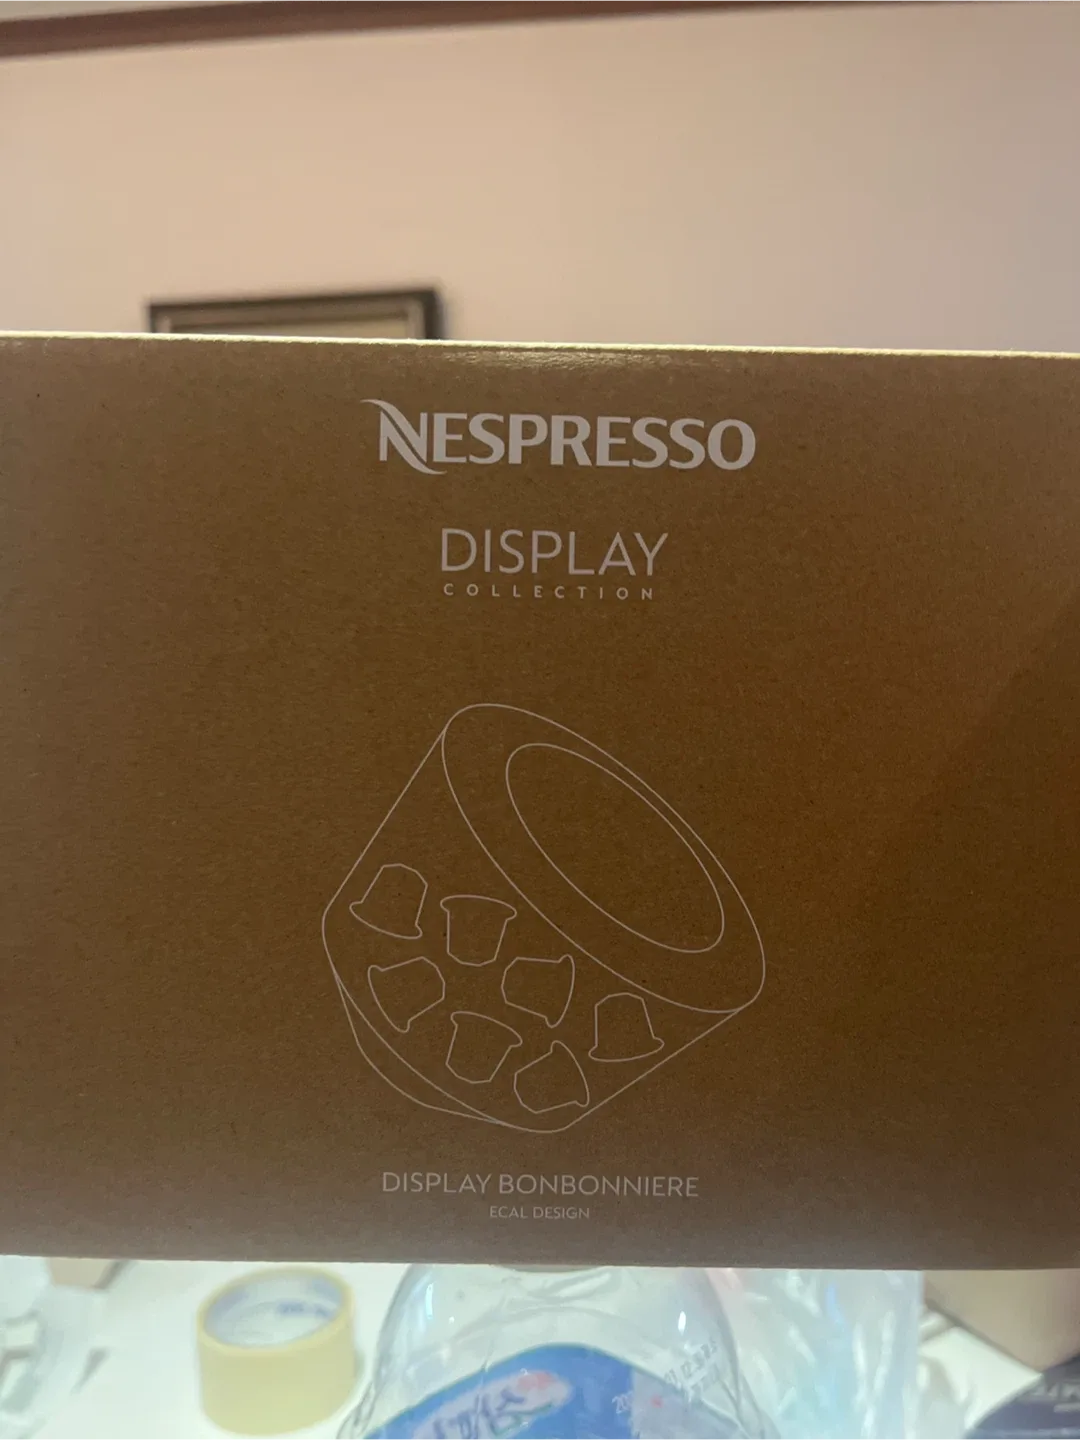 NESPRESSO
DISPLAY
COLLECTION
DISPLAY BONBONNIERE
ECAL DESIGN